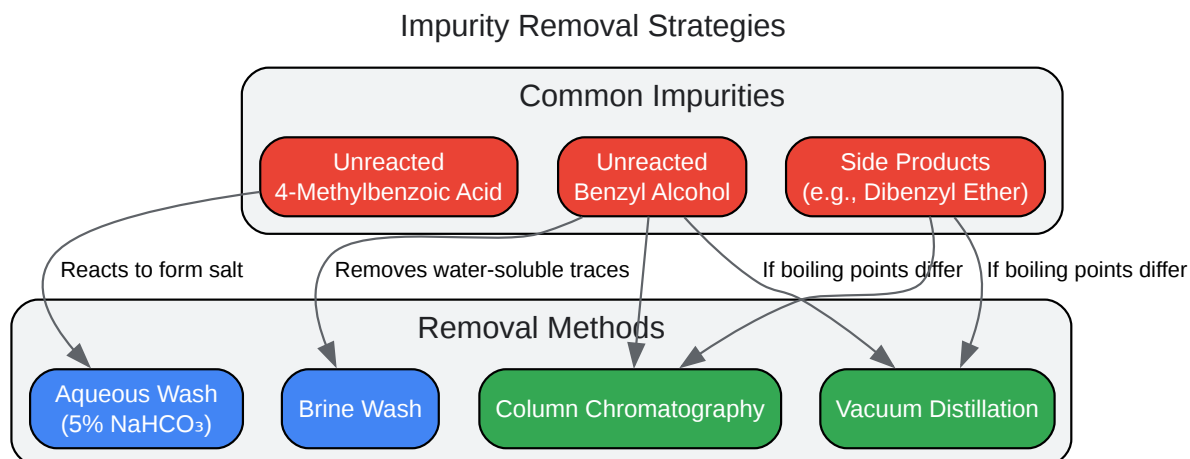 Impurity Removal Strategies
Common Impurities
Unreacted
4-Methylbenzoic Acid
Unreacted
Benzyl Alcohol
Side Products
(e.g., Dibenzyl Ether)
Reacts to form salt
Removes water-soluble traces
If boiling points differ
If boiling points differ
Removal Methods
Aqueous Wash
(5% NaHCO₃)
Brine Wash
Column Chromatography
Vacuum Distillation